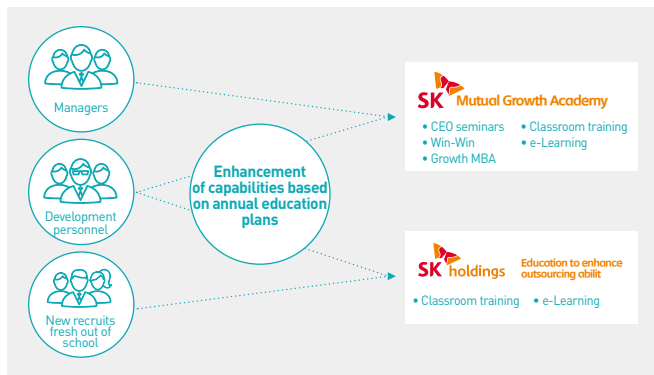 Managers
Development
personnel
New recruits
fresh out of
school
Enhancement
of capabilities based
on annual education
plans
SK Mutual Growth Academy
• CEO seminars
• Win-Win
• Growth MBA
• Classroom training
• e-Learning
SK holdings
Education to enhance
outsourcing abilit
• Classroom training • e-Learning